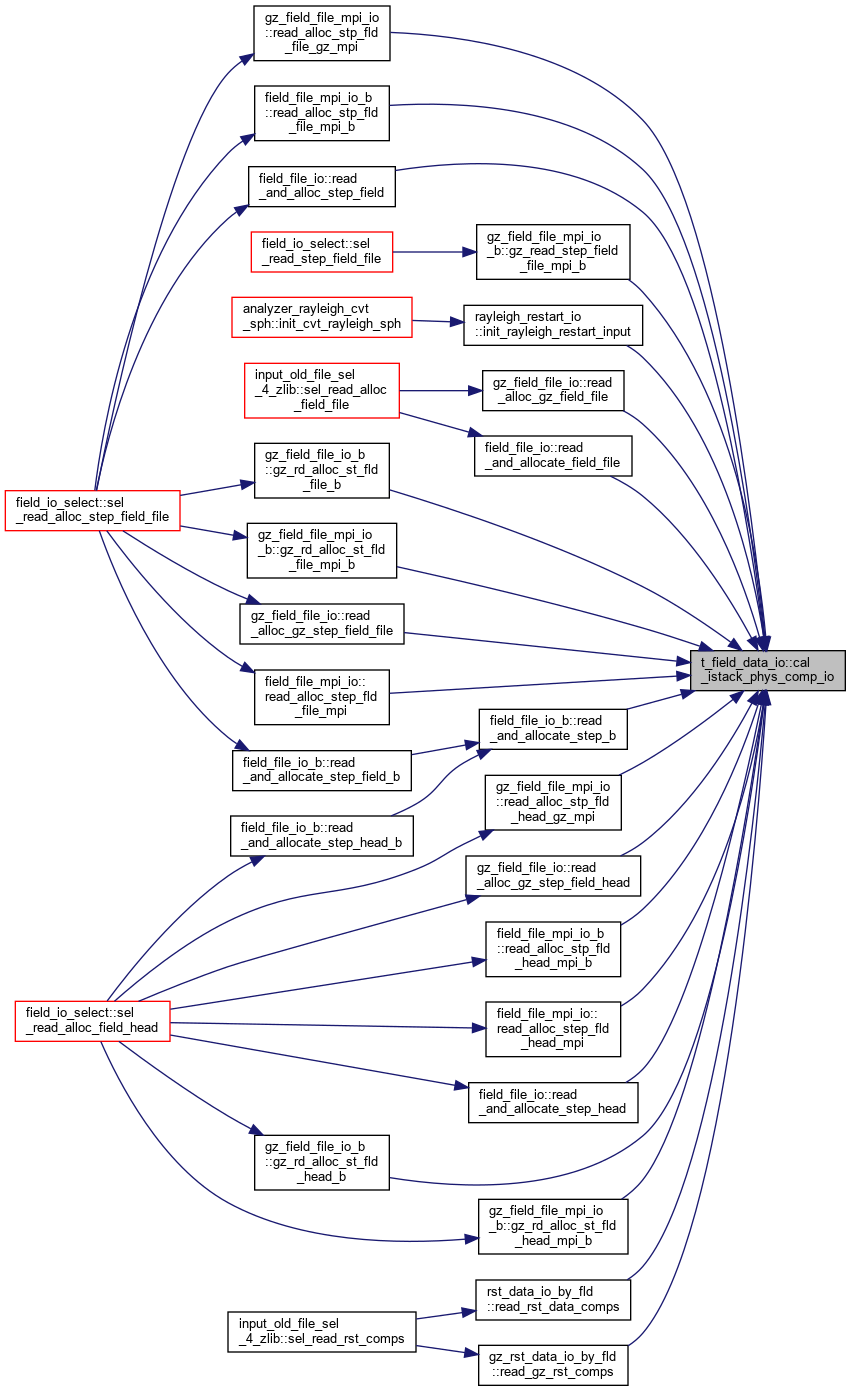 gz_field_file_mpi_io
::read_alloc_stp_fld
_file_gz_mpi
field_file_mpi_io_b
::read_alloc_stp_fld
_file_mpi_b
field_file_io::read
_and_alloc_step_field
field_io_select::sel
_read_step_field_file
gz_field_file_mpi_io
_b::gz_read_step_field
_file_mpi_b
analyzer_rayleigh_cvt
_sph::init_cvt_rayleigh_sph
rayleigh_restart_io
::init_rayleigh_restart_input
input_old_file_sel
_4_zlib::sel_read_alloc
_field_file
gz_field_file_io::read
_alloc_gz_field_file
field_file_io::read
_and_allocate_field_file
gz_field_file_io_b
::gz_rd_alloc_st_fld
_file_b
field_io_select::sel
_read_alloc_step_field_file
gz_field_file_mpi_io
_b::gz_rd_alloc_st_fld
_file_mpi_b
gz_field_file_io::read
_alloc_gz_step_field_file
t_field_data_io::cal
_istack_phys_comp_io
field_file_mpi_io::
read_alloc_step_fld
_file_mpi
field_file_io_b::read
_and_allocate_step_b
field_file_io_b::read
_and_allocate_step_field_b
gz_field_file_mpi_io
::read_alloc_stp_fld
_head_gz_mpi
field_file_io_b::read
_and_allocate_step_head_b
gz_field_file_io::read
_alloc_gz_step_field_head
field_file_mpi_io_b
::read_alloc_stp_fld
_head_mpi_b
field_io_select::sel
_read_alloc_field_head
field_file_mpi_io::
read_alloc_step_fld
_head_mpi
field_file_io::read
_and_allocate_step_head
gz_field_file_io_b
::gz_rd_alloc_st_fld
_head_b
gz_field_file_mpi_io
_b::gz_rd_alloc_st_fld
_head_mpi_b
rst_data_io_by_fld
::read_rst_data_comps
input_old_file_sel
_4_zlib::sel_read_rst_comps
gz_rst_data_io_by_fld
::read_gz_rst_comps